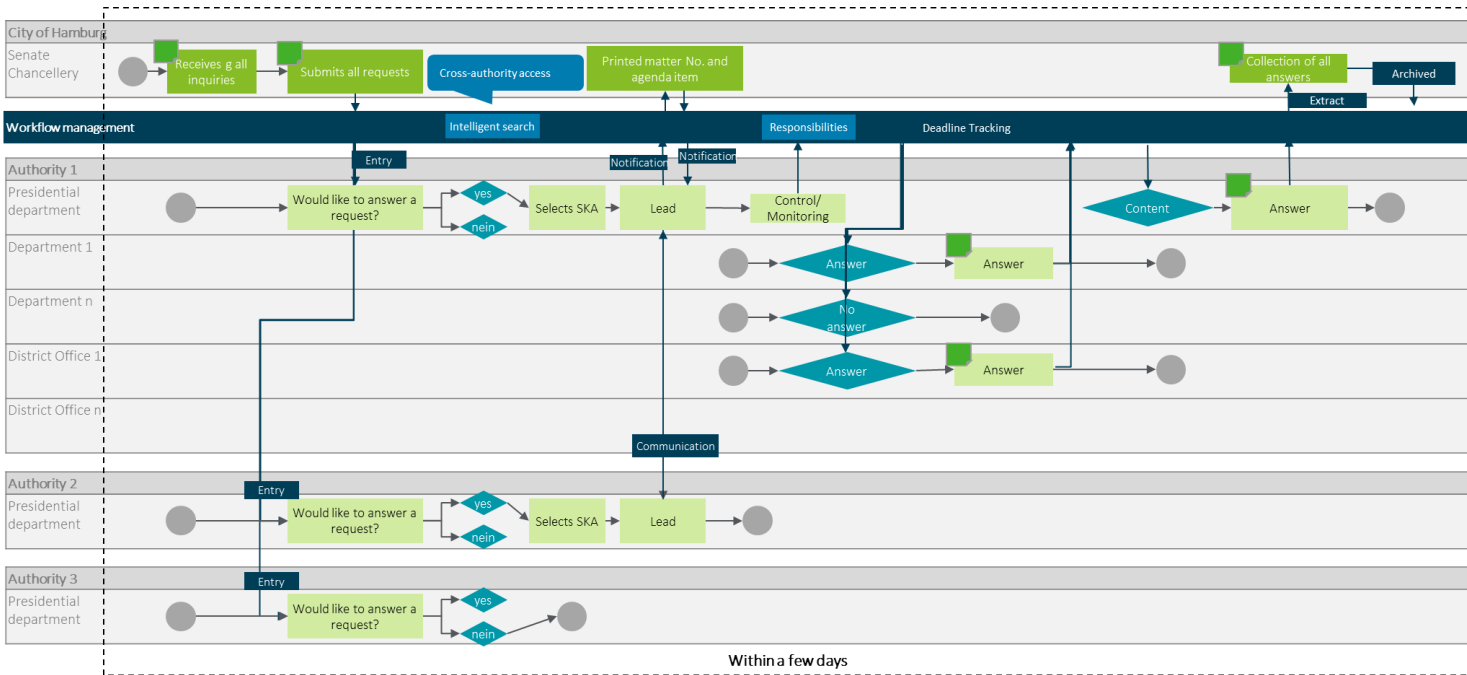 City of Hamburg
Senate
Chancellery
Receives g all
inquiries
Submits all requests
Cross-authority access
Printed matter No. and
agenda item
Collection of all
answers
Archived
Extract
Workflow management
Intelligent search
Responsibilities
Deadline Tracking
Entry
Notification
Notification
Authority 1
Presidential
department
Would like to answer a
request?
yes
nein
Selects SKA
Lead
Control/
Monitoring
Content
Answer
Department 1
Answer
Answer
Department n
No
answer
District Office 1
Answer
Answer
District Office n
Communication
Authority 2
Entry
Presidential
department
Would like to answer a
request?
yes
nein
Selects SKA
Lead
Authority 3
Entry
Presidential
department
Would like to answer a
request?
yes
nein
Within a few days